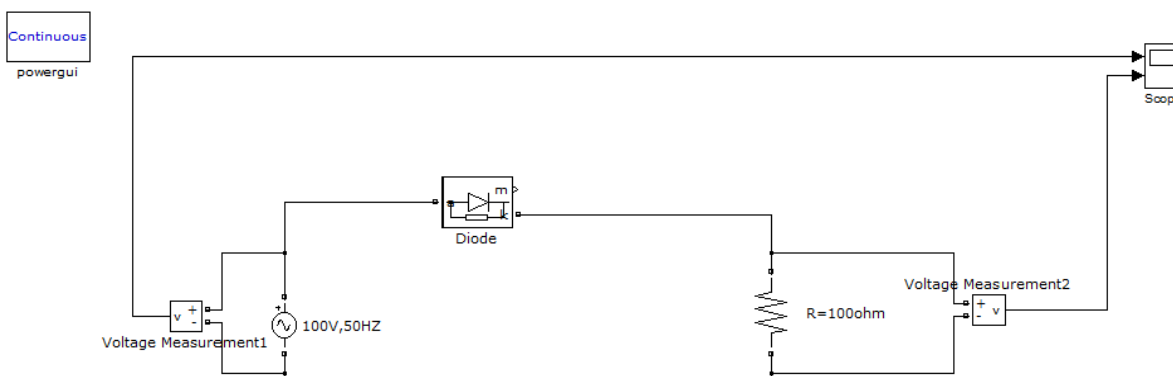 Continuous
powergui
Scop
m
k
Diode
Voltage Measurement2
+
-
v
v
+
-
Voltage Measurement1
+
100V,50HZ
R=100ohm